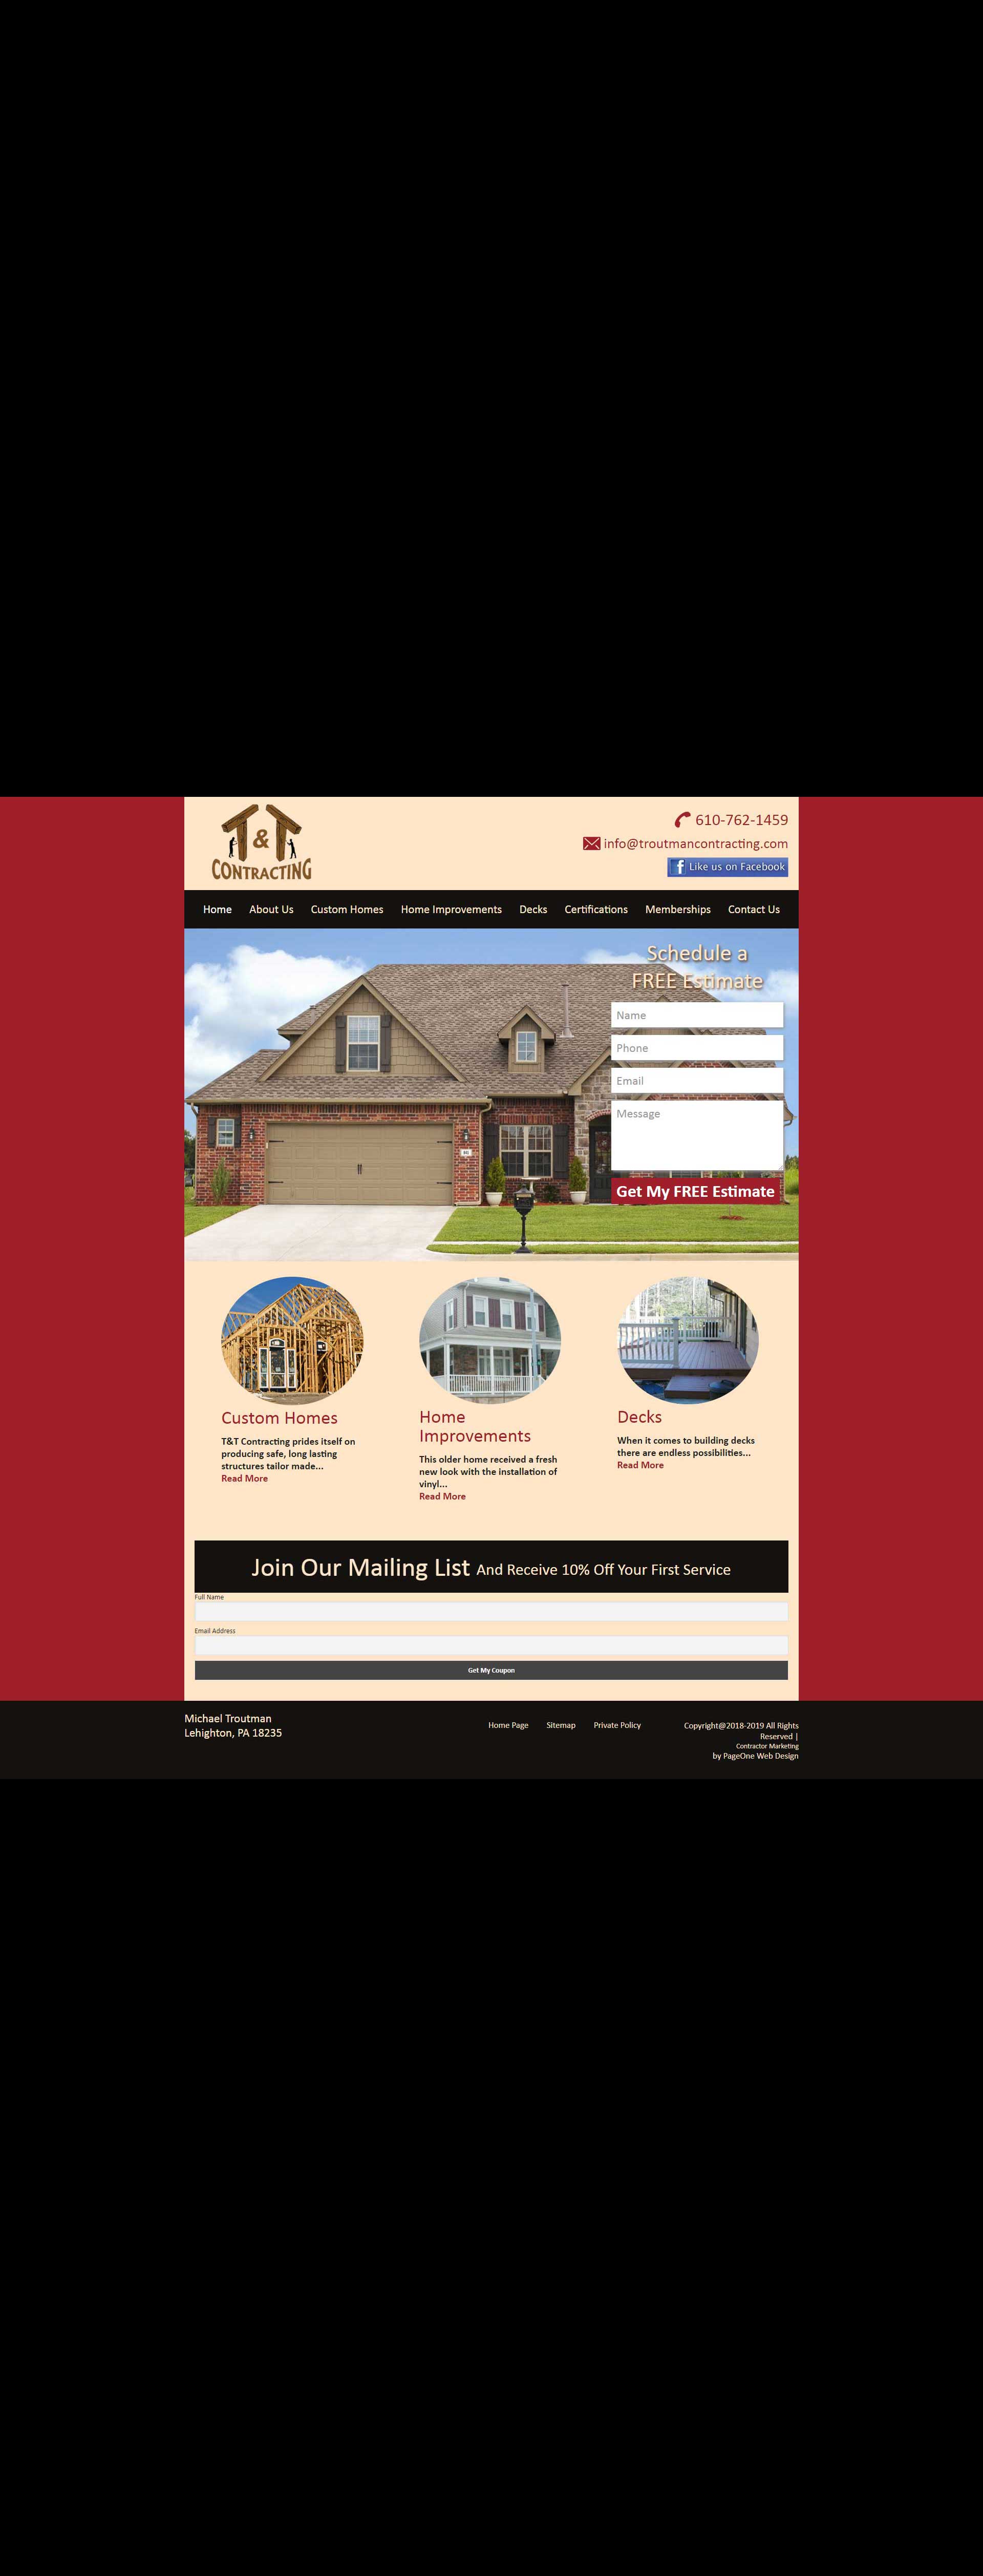 T&T
CONTRACTING
610-762-1459
info@troutmancontracting.com
Like us on Facebook
Home About Us Custom Homes Home Improvements Decks Certifications Memberships Contact Us
Schedule a
FREE Estimate
Name
Phone
Email
Message
Get My FREE Estimate
Custom Homes
T&T Contracting prides itself on
producing safe, long lasting
structures tailor made...
Read More
Home
Improvements
This older home received a fresh
new look with the installation of
vinyl...
Read More
Decks
When it comes to building decks
there are endless possibilities...
Read More
Join Our Mailing List And Receive 10% Off Your First Service
Full Name
Email Address
Get My Coupon
Michael Troutman
Lehighton, PA 18235
Home Page Sitemap Private Policy
Copyright@2018-2019 All Rights
Reserved |
Contractor Marketing
by PageOne Web Design